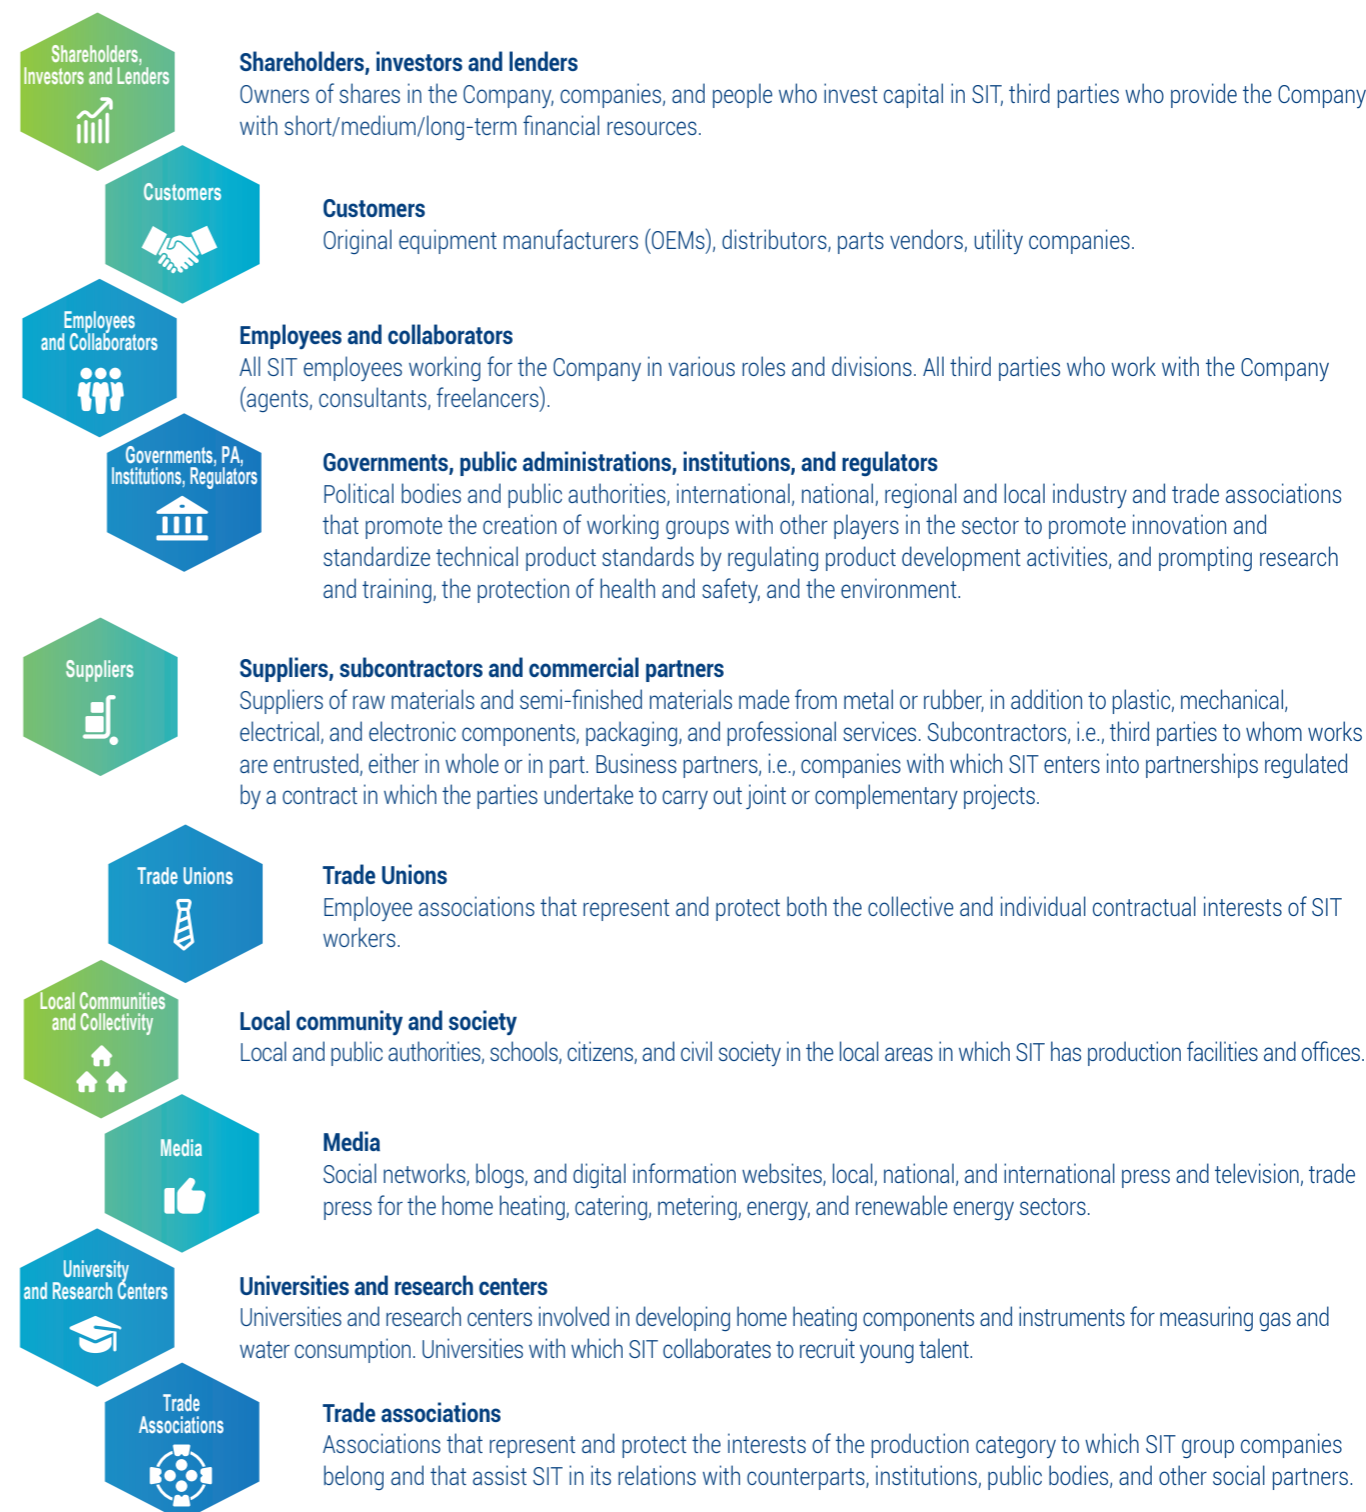 Shareholders,
Investors and Lenders
Shareholders, investors and lenders
Owners of shares in the Company, companies, and people who invest capital in SIT, third parties who provide the Company
with short/medium/long-term financial resources.
Customers
Customers
Original equipment manufacturers (OEMs), distributors, parts vendors, utility companies.
Employees
and Collaborators
Employees and collaborators
All SIT employees working for the Company in various roles and divisions. All third parties who work with the Company
(agents, consultants, freelancers).
Governments, PA,
Institutions, Regulators
Governments, public administrations, institutions, and regulators
Political bodies and public authorities, international, national, regional and local industry and trade associations
that promote the creation of working groups with other players in the sector to promote innovation and
standardize technical product standards by regulating product development activities, and prompting research
and training, the protection of health and safety, and the environment.
Suppliers
Suppliers, subcontractors and commercial partners
Suppliers of raw materials and semi-finished materials made from metal or rubber, in addition to plastic, mechanical,
electrical, and electronic components, packaging, and professional services. Subcontractors, i.e., third parties to whom works
are entrusted, either in whole or in part. Business partners, i.e., companies with which SIT enters into partnerships regulated
by a contract in which the parties undertake to carry out joint or complementary projects.
Trade Unions
Trade Unions
Employee associations that represent and protect both the collective and individual contractual interests of SIT
workers.
Local Communities
and Collectivity
Local community and society
Local and public authorities, schools, citizens, and civil society in the local areas in which SIT has production facilities and offices.
Media
Media
Social networks, blogs, and digital information websites, local, national, and international press and television, trade
press for the home heating, catering, metering, energy, and renewable energy sectors.
University
and Research Centers
Universities and research centers
Universities and research centers involved in developing home heating components and instruments for measuring gas and
water consumption. Universities with which SIT collaborates to recruit young talent.
Trade
Associations
Trade associations
Associations that represent and protect the interests of the production category to which SIT group companies
belong and that assist SIT in its relations with counterparts, institutions, public bodies, and other social partners.